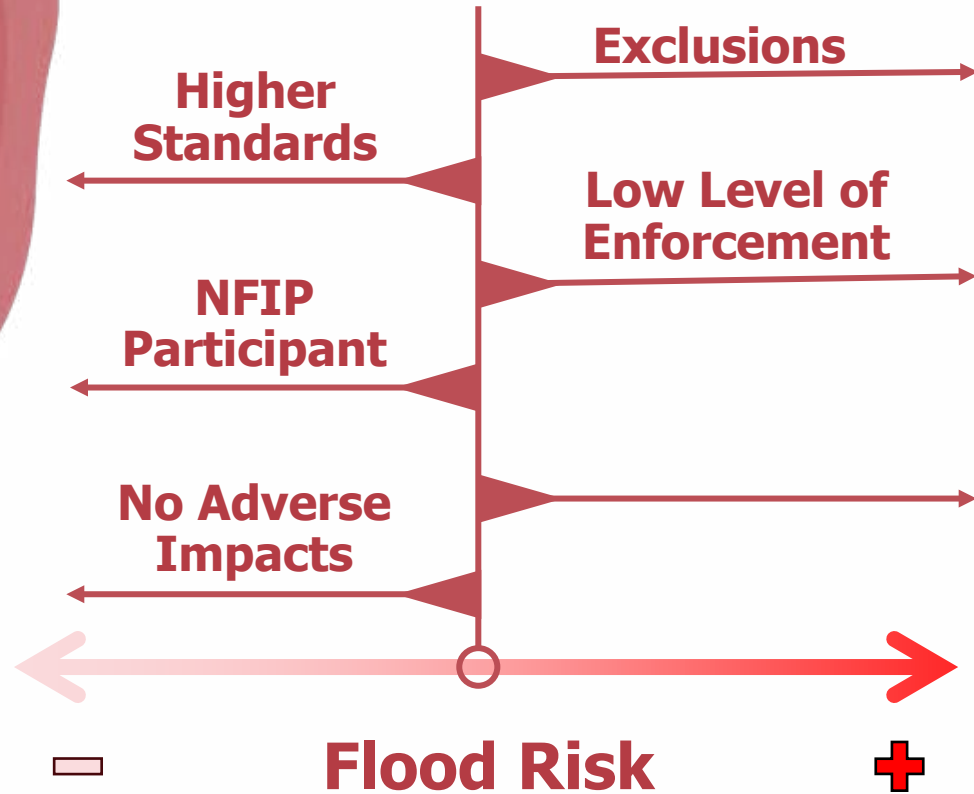 Exclusions
Higher
Standards
Low Level of
Enforcement
NFIP
Participant
No Adverse
Impacts
Flood Risk